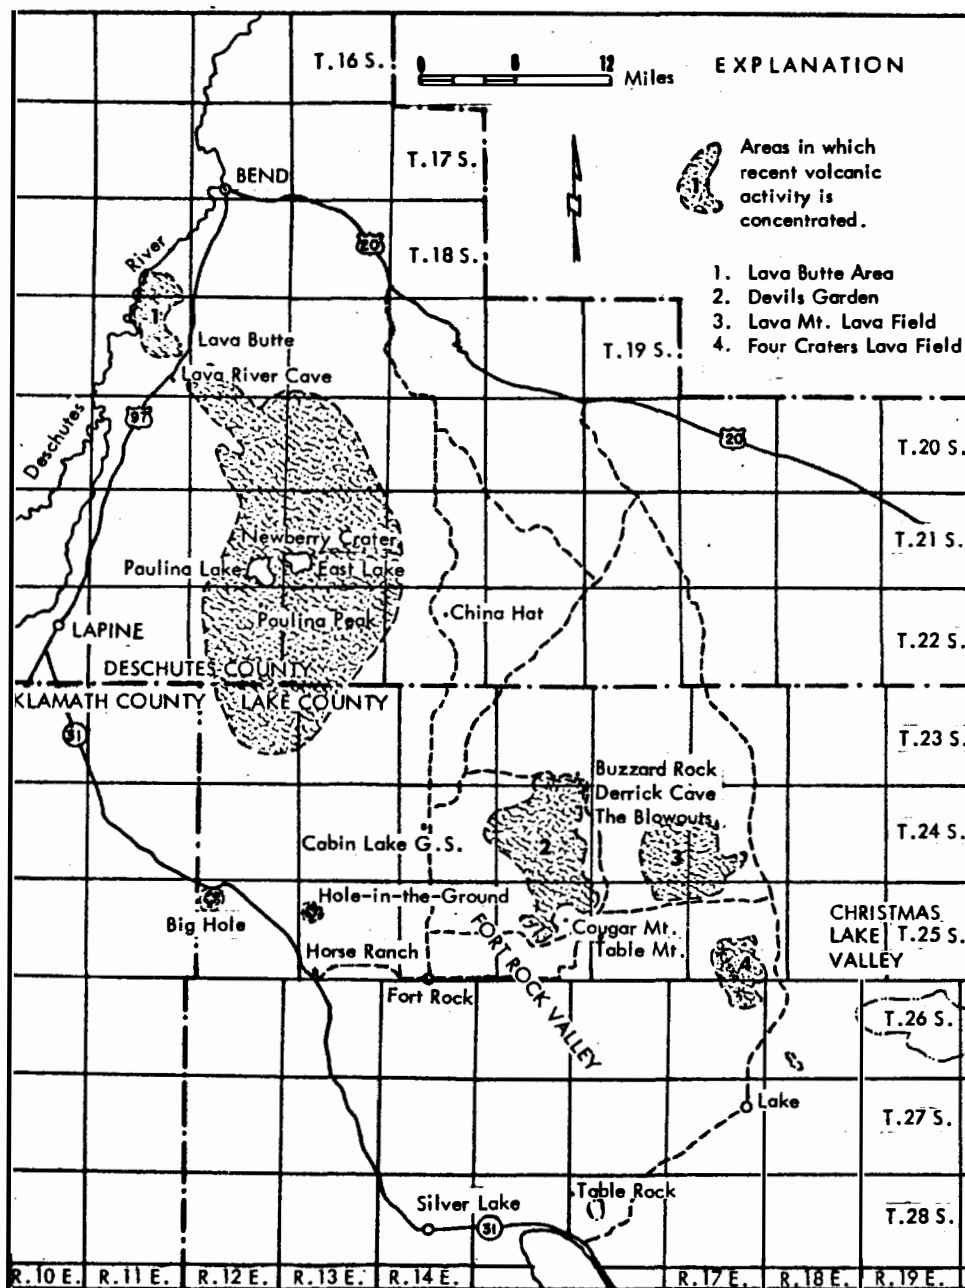 T.16 S.
0 6 12
Miles
EXPLANATION
Areas in which
recent volcanic
activity is
concentrated.
1
1. Lava Butte Area
2. Devils Garden
3. Lava Mt. Lava Field
4. Four Craters Lava Field
T.17 S.
BEND
20
T.18 S.
River
1
T.19 S.
Lava Butte
Lava River Cave
97
Deschutes
20
T.20 S.
Newberry Crater
T.21 S.
Paulina Lake
East Lake
China Hat
Paulina Peak
LAPINE
T.22 S.
DESCHUTES COUNTY
KLAMATH COUNTY
LAKE COUNTY
31
T.23 S.
Buzzard Rock
Derrick Cave
The Blowouts
T.24 S.
Cabin Lake G.S.
2
3
Hole-in-the-Ground
Big Hole
Cougar Mt.
Table Mt.
CHRISTMAS
LAKE
VALLEY
T.25 S.
Horse Ranch
4
Fort Rock
FORT ROCK VALLEY
T.26 S.
Lake
T.27 S.
Table Rock
Silver Lake
31
T.28 S.
R.10 E. R.11 E. R.12 E. R.13 E. R.14 E. R.17 E. R.18 E. R.19 E.